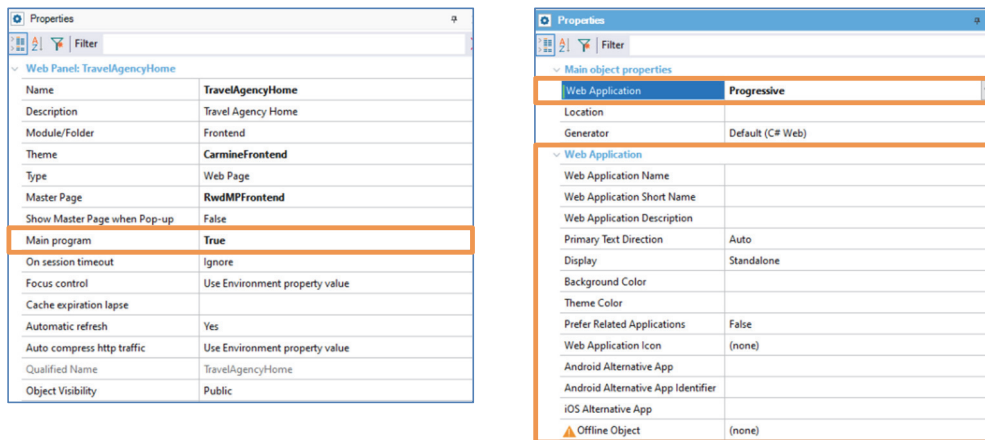 Properties
Filter
Web Panel: TravelAgencyHome
Name TravelAgencyHome
Description Travel Agency Home
Module/Folder Frontend
Theme CarmineFrontend
Type Web Page
Master Page RwdMPFrontend
Show Master Page when Pop-up False
Main program True
On session timeout Ignore
Focus control Use Environment property value
Cache expiration lapse
Automatic refresh Yes
Auto compress http traffic Use Environment property value
Qualified Name TravelAgencyHome
Object Visibility Public
Properties
Filter
Main object properties
Web Application Progressive
Location
Generator Default (C# Web)
Web Application
Web Application Name
Web Application Short Name
Web Application Description
Primary Text Direction Auto
Display Standalone
Background Color
Theme Color
Prefer Related Applications False
Web Application Icon (none)
Android Alternative App
Android Alternative App Identifier
iOS Alternative App
Offline Object (none)